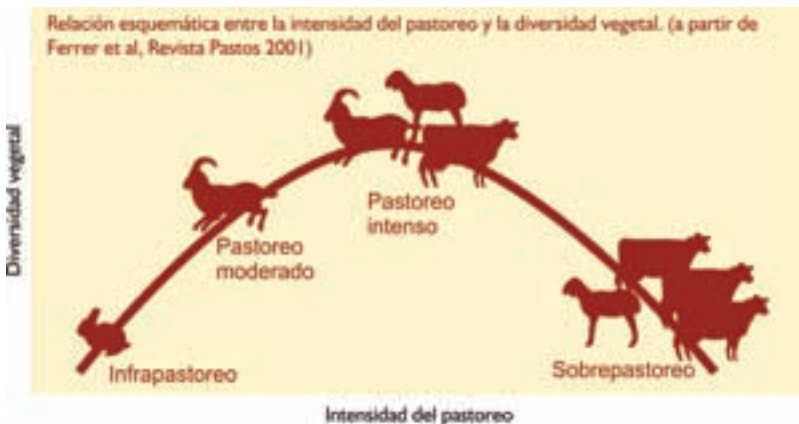 Relación esquemática entre la intensidad del pastoreo y la diversidad vegetal. (a partir de
Ferrer et al, Revista Pastos 2001)
Diversidad vegetal
Pastoreo
intenso
Pastoreo
moderado
Infrapastoreo
Sobrepastoreo
Intensidad del pastoreo